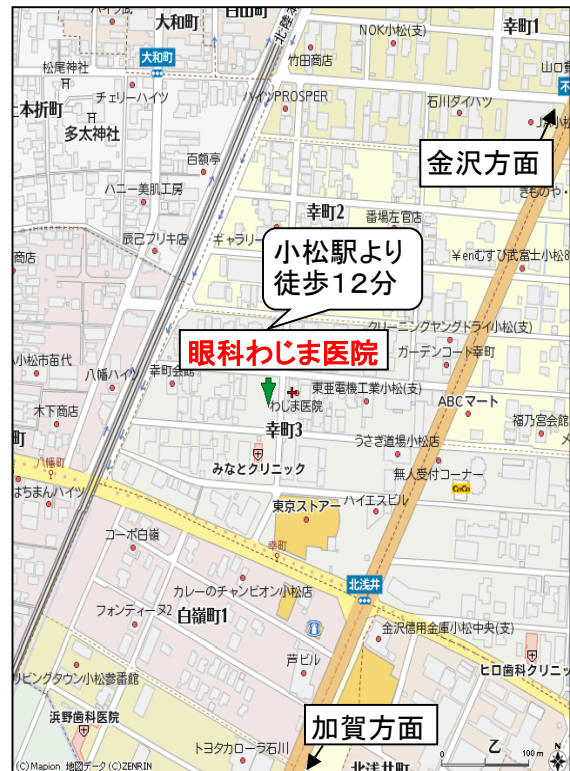 大和町
白山町
北陸本
NOK小松(支)
幸町1
松尾神社
大和町
竹田商店
山口
チェリーハイツ
ハイツPROSPER
石川ダイハツ
不
本折町
多太神社
百額亭
金沢方面
ハニー美肌工房
きものや・
幸町2
番場左官店
辰己ブリキ店
ギャラリー
小松駅より
徒歩12分
商店
¥enむすび武富士小松8
クリーニングヤングドライ小松(支)
眼科わじま医院
ガーデンコート幸町
小松市苗代
幸町会館
八幡ハイツ
東亜電機工業小松(支)
わじま医院
ABCマート
木下商店
福乃宮会館
幸町3
うさぎ道場小松店
メ
町
みなとクリニック
八幡町
無人受付コーナー
CoCo
はちまんハイツ
東京ストアー
ハイエスビル
コーポ白嶺
幸町
カレーのチャンピオン小松店
北浅井
フォンティーヌ2
白嶺町1
金沢信用金庫小松中央(支)
芦ビル
ヒロ歯科クリニッ
リビングタウン小松参番館
浜野歯科医院
加賀方面
トヨタカローラ石川
北浅井町
乙
N
0
100 m
(C)Mapion 地図データ (C)ZENRIN